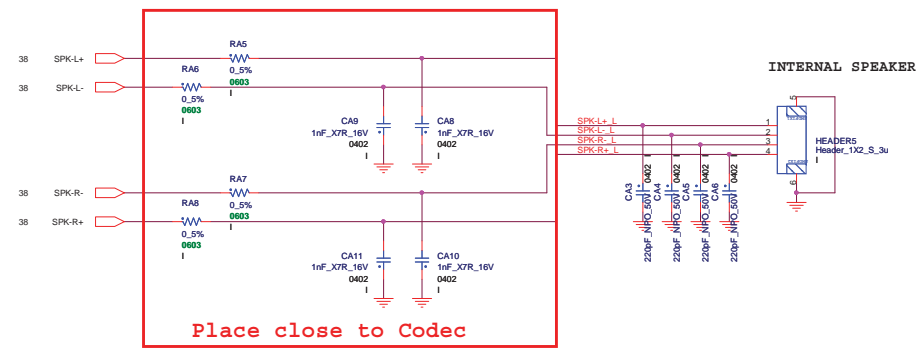 RA5
38 SPK-L+
RA6
0_5%
0603
I
38 SPK-L-
0_5%
0603
I
INTERNAL SPEAKER
CA9
1nF_X7R_16V
0402
I
CA8
1nF_X7R_16V
0402
I
SPK-L+_L
SPK-L-_L
SPK-R-_L
SPK-R+_L
1
2
3
4
5
6
HEADER5
Header_1X2_S_3u
I
38 SPK-R-
RA7
0_5%
0603
I
38 SPK-R+
RA8
0_5%
0603
I
CA3
220pF_NPO_50V
0402
I
CA4
220pF_NPO_50V
0402
I
CA5
220pF_NPO_50V
0402
I
CA6
220pF_NPO_50V
0402
I
CA11
1nF_X7R_16V
0402
I
CA10
1nF_X7R_16V
0402
I
Place close to Codec